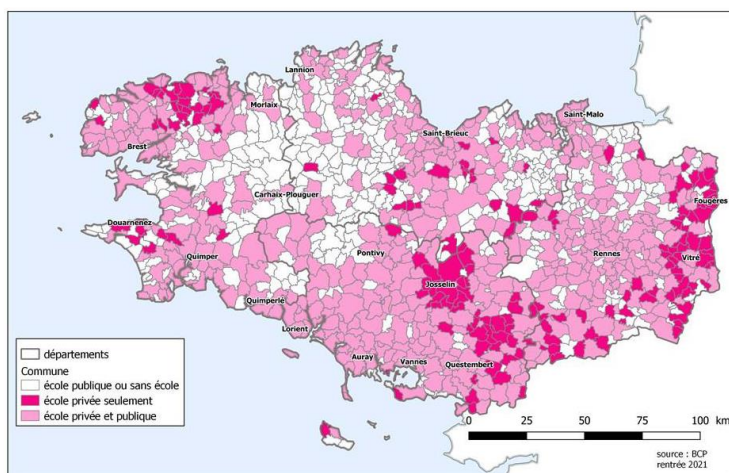 Lannion
Morlaix
Saint-Malo
Saint-Brieuc
Brest
Fougères
Carhaix-Plouguer
Douarnenez
Pontivy
Rennes
Vitré
Quimper
Josselin
Quimperlé
Lorient
Auray
Vannes
Questembert
départements
Commune
école publique ou sans école
école privée seulement
école privée et publique
0 25 50 75 100 km
source : BCP
rentrée 2021